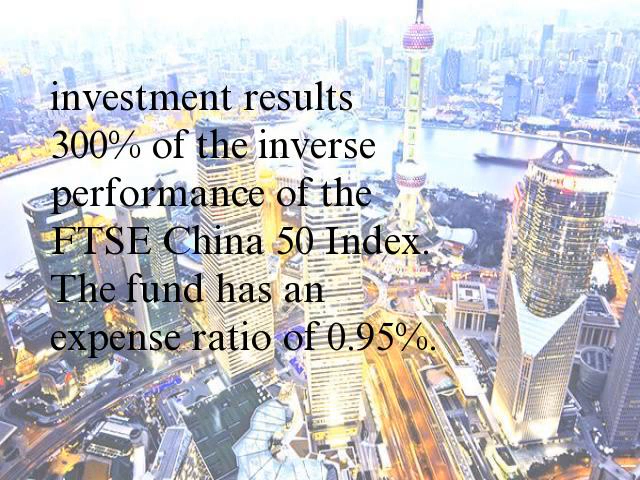 investment results
300% of the inverse
performance of the
FTSE China 50 Index.
The fund has an
expense ratio of 0.95%.